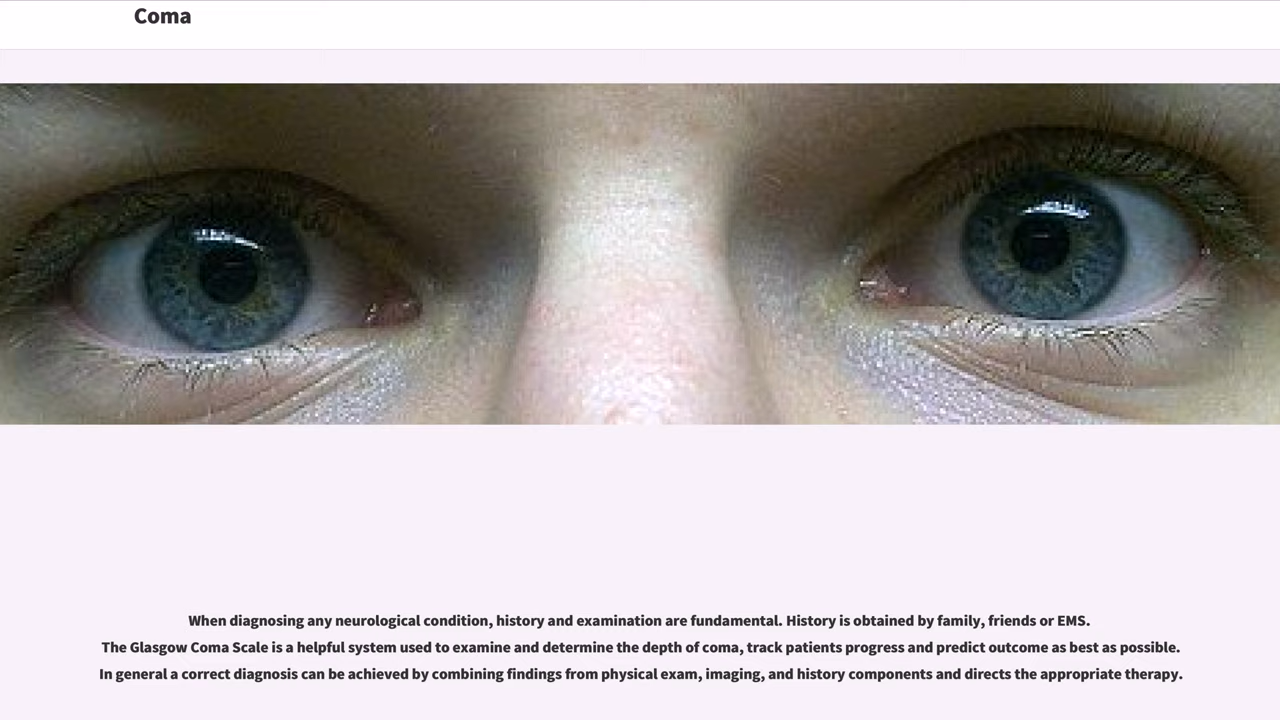 Coma
When diagnosing any neurological condition, history and examination are fundamental. History is obtained by family, friends or EMS.
The Glasgow Coma Scale is a helpful system used to examine and determine the depth of coma, track patients progress and predict outcome as best as possible.
In general a correct diagnosis can be achieved by combining findings from physical exam, imaging, and history components and directs the appropriate therapy.